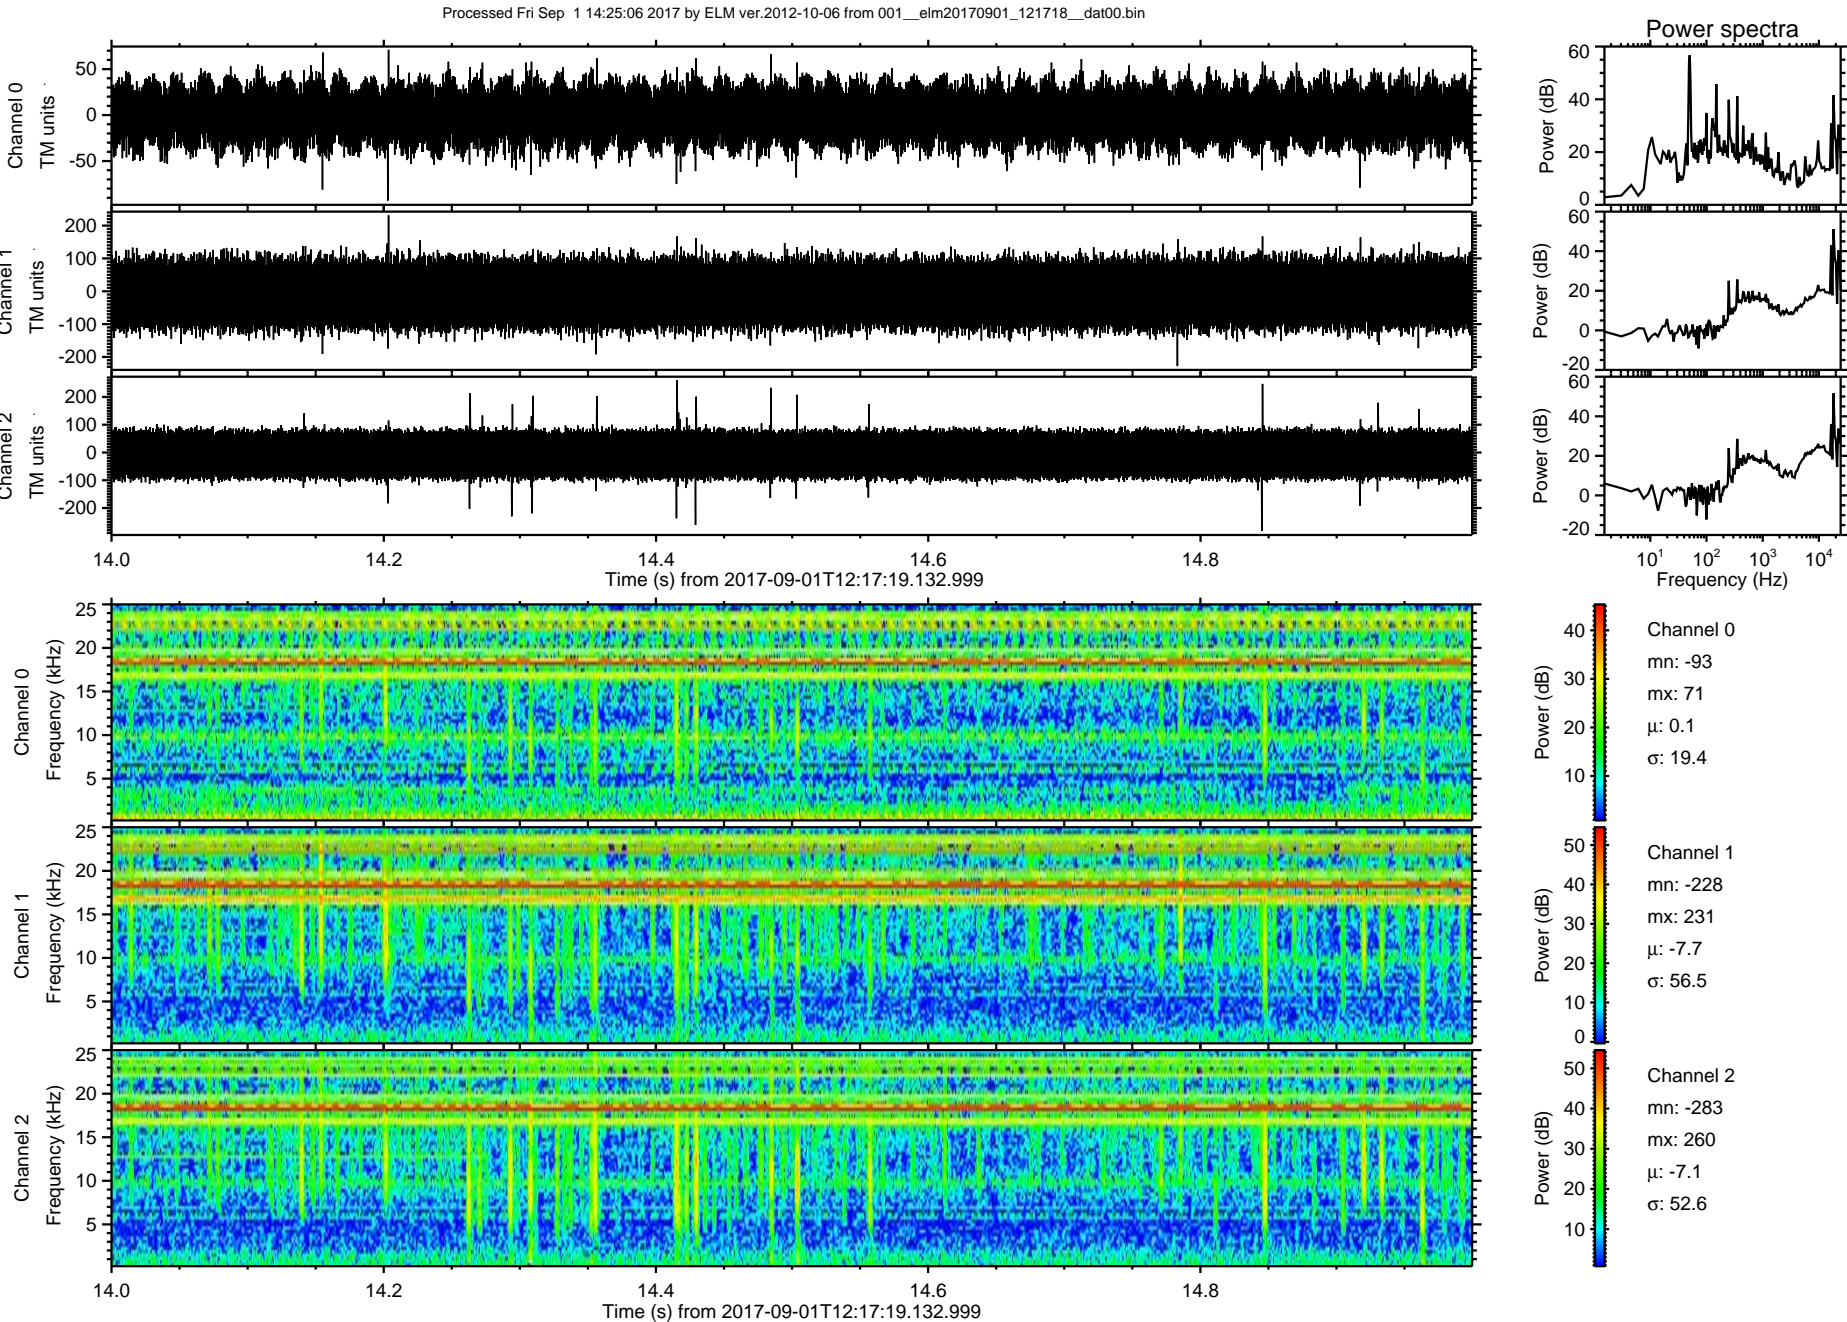 Processed Fri Sep  1 14:25:06 2017 by ELM ver.2012-10-06 from 001__elm20170901_121718__dat00.bin
Power spectra
Channel 0
TM units
50
0
-50
Power (dB)
60
40
20
0
Channel 1
TM units
200
100
0
-100
-200
Power (dB)
60
40
20
0
-20
Channel 2
TM units
200
100
0
-100
-200
Power (dB)
60
40
20
0
-20
14.0 14.2 14.4 14.6 14.8
Time (s) from 2017-09-01T12:17:19.132.999
10^1 10^2 10^3 10^4
Frequency (Hz)
Channel 0
Frequency (kHz)
25
20
15
10
5
Power (dB)
40
30
20
10
Channel 0
mn: -93
mx: 71
μ: 0.1
σ: 19.4
Channel 1
Frequency (kHz)
25
20
15
10
5
Power (dB)
50
40
30
20
10
0
Channel 1
mn: -228
mx: 231
μ: -7.7
σ: 56.5
Channel 2
Frequency (kHz)
25
20
15
10
5
Power (dB)
50
40
30
20
10
Channel 2
mn: -283
mx: 260
μ: -7.1
σ: 52.6
14.0 14.2 14.4 14.6 14.8
Time (s) from 2017-09-01T12:17:19.132.999